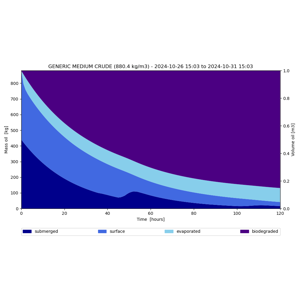 GENERIC MEDIUM CRUDE (880.4 kg/m3) - 2024-10-26 15:03 to 2024-10-31 15:03
800
700
600
500
400
300
200
100
0
Mass oil [kg]
1.0
0.8
0.6
0.4
0.2
0.0
Volume oil [m3]
0 20 40 60 80 100 120
Time [hours]
submerged surface evaporated biodegraded